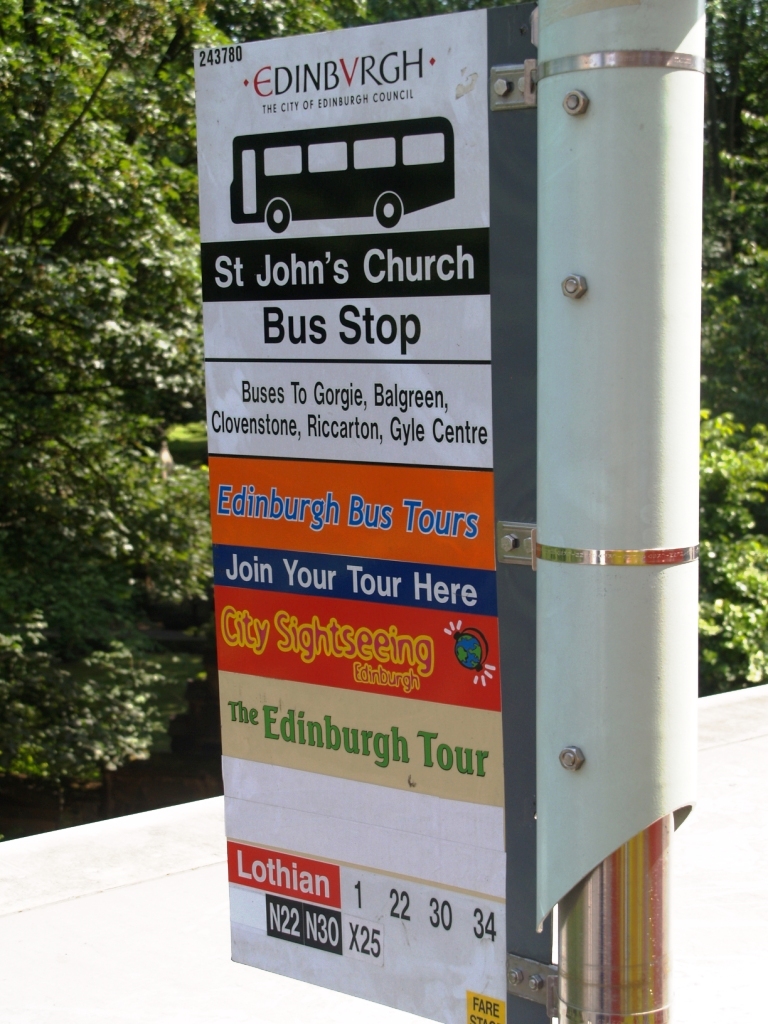 243780
EDINBVRGH
THE CITY OF EDINBURGH COUNCIL
St John's Church
Bus Stop
Buses To Gorgie, Balgreen,
Clovenstone, Riccarton, Gyle Centre
Edinburgh Bus Tours
Join Your Tour Here
City Sightseeing
Edinburgh
The Edinburgh Tour
Lothian 1 22 30 34
N22 N30 X25
FARE